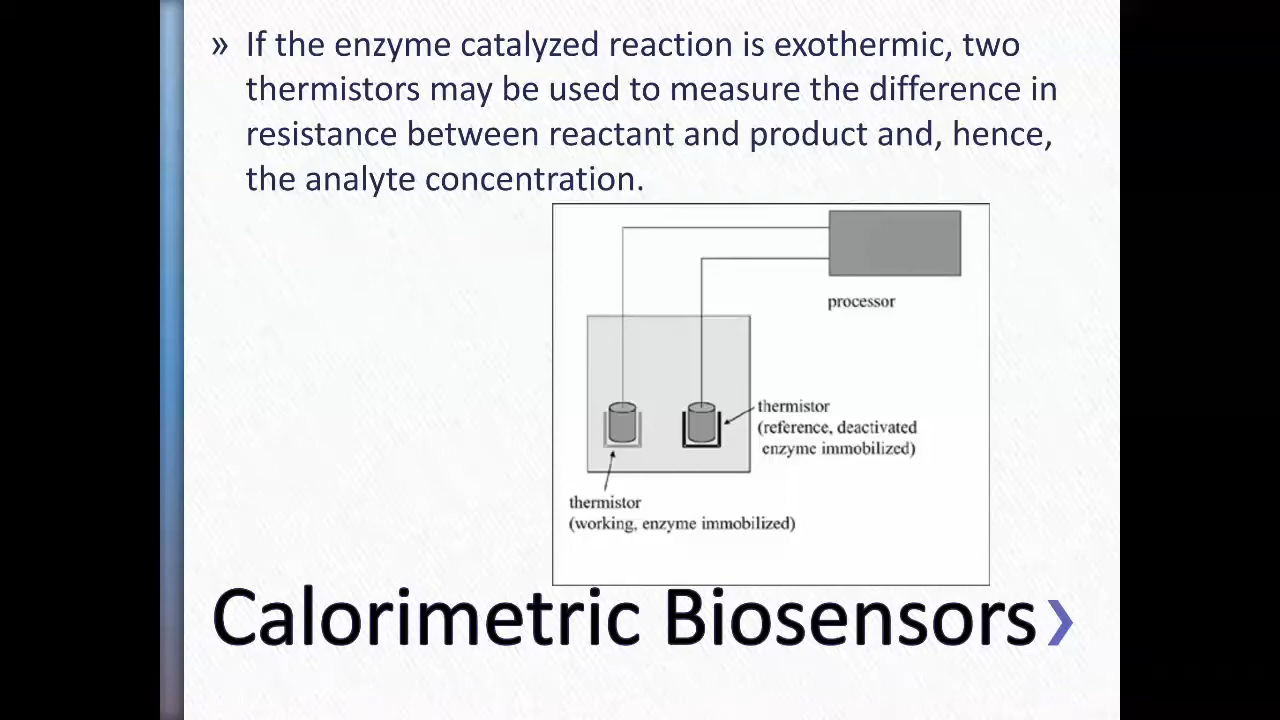 » If the enzyme catalyzed reaction is exothermic, two
thermistors may be used to measure the difference in
resistance between reactant and product and, hence,
the analyte concentration.
processor
thermistor
(reference, deactivated
enzyme immobilized)
thermistor
(working, enzyme immobilized)
Calorimetric Biosensors